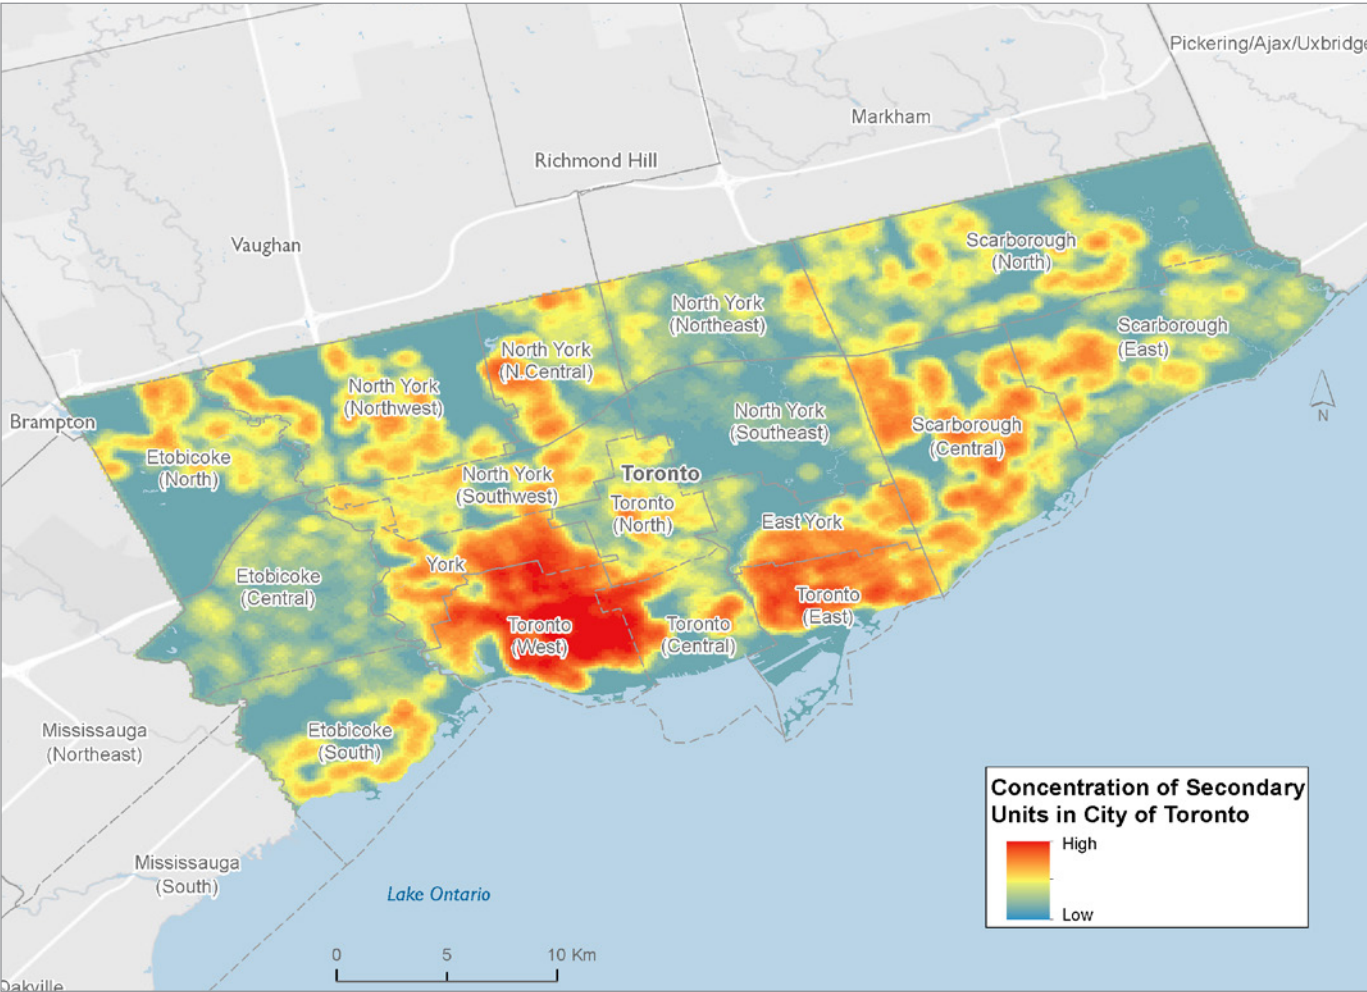 Pickering/Ajax/Uxbridge
Markham
Richmond Hill
Vaughan
Scarborough
(North)
North York
(Northeast)
Scarborough
(East)
North York
(N.Central)
North York
(Northwest)
Brampton
North York
(Southeast)
Scarborough
(Central)
N
Etobicoke
(North)
North York
(Southwest)
Toronto
Toronto
(North)
East York
York
Etobicoke
(Central)
Toronto
(East)
Toronto
(West)
Toronto
(Central)
Mississauga
(Northeast)
Etobicoke
(South)
Concentration of Secondary
Units in City of Toronto
High
Low
Mississauga
(South)
Lake Ontario
0 5 10 Km
Oakville